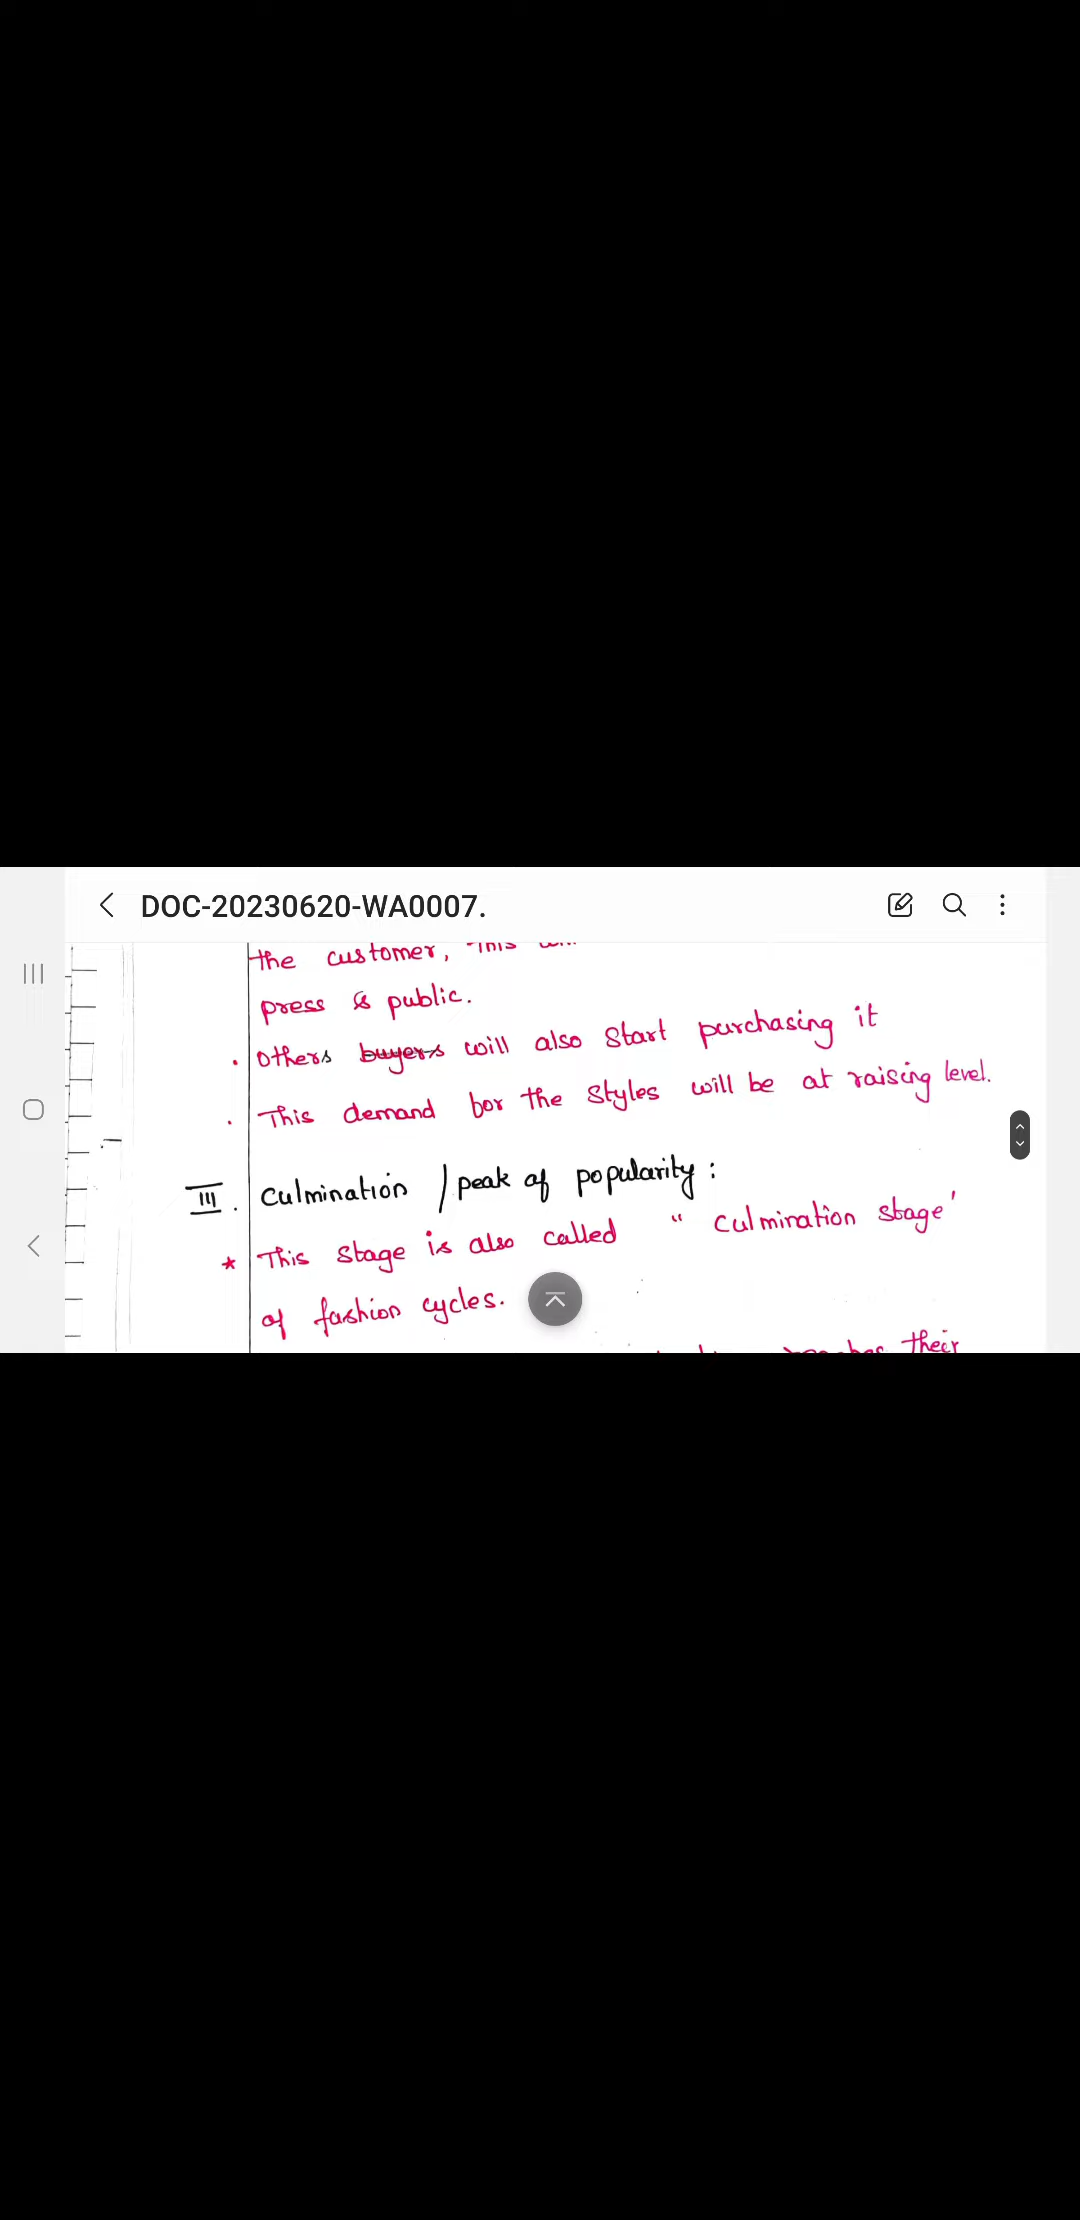 DOC-20230620-WA0007.
the customer, This
press & public.
. Others buyers will also start purchasing it
. This demand for the styles will be at raising level.
III. Culmination / peak of popularity :
* This stage is also called " culmination stage'
of fashion cycles.
their